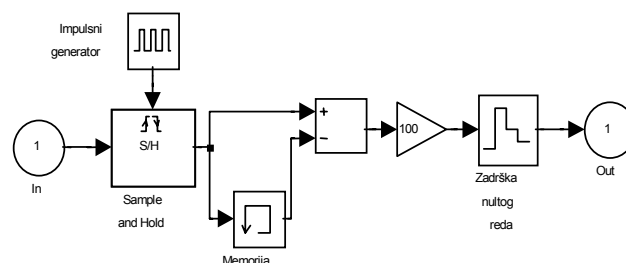 Impulsni
generator
1
In
S/H
Sample
and Hold
Memorija
+
−
100
Zadrška
nultog
reda
1
Out